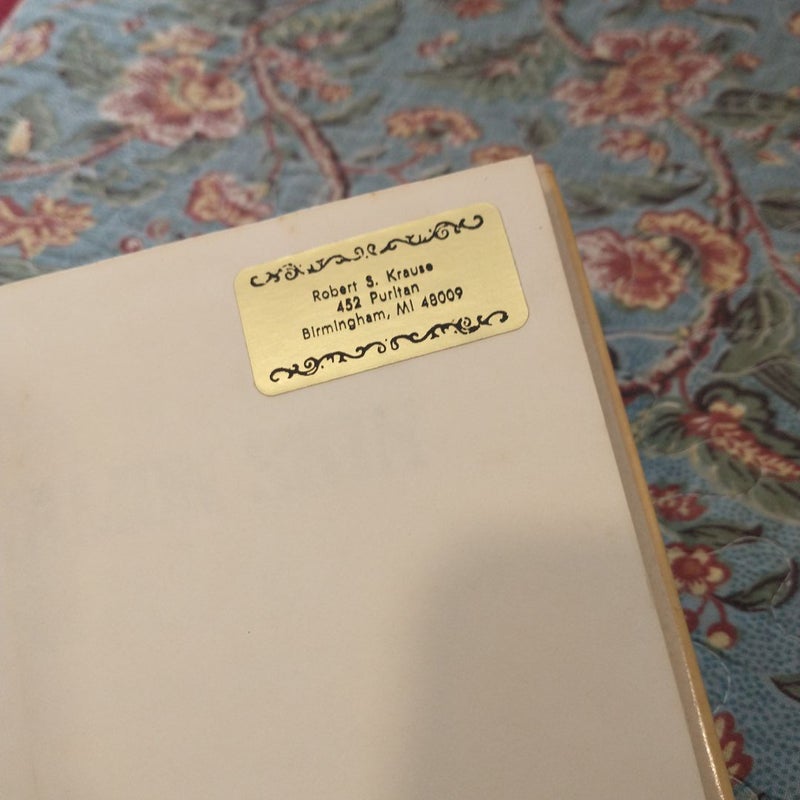 Robert S. Krause
452 Puritan
Birmingham, MI 48009